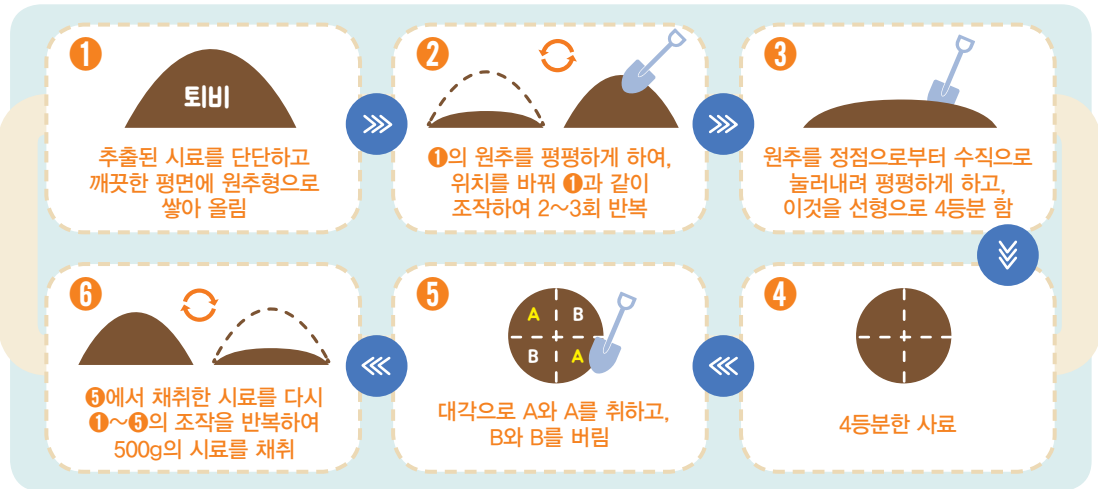 ❶
퇴비
추출된 시료를 단단하고
깨끗한 평면에 원추형으로
쌓아 올림
❷
❶의 원추를 평평하게 하여,
위치를 바꿔 ❶과 같이
조작하여 2~3회 반복
❸
원추를 정점으로부터 수직으로
눌러내려 평평하게 하고,
이것을 선형으로 4등분 함
❹
4등분한 사료
❺
A B
B A
대각으로 A와 A를 취하고,
B와 B를 버림
❻
❺에서 채취한 시료를 다시
❶~❺의 조작을 반복하여
500g의 시료를 채취